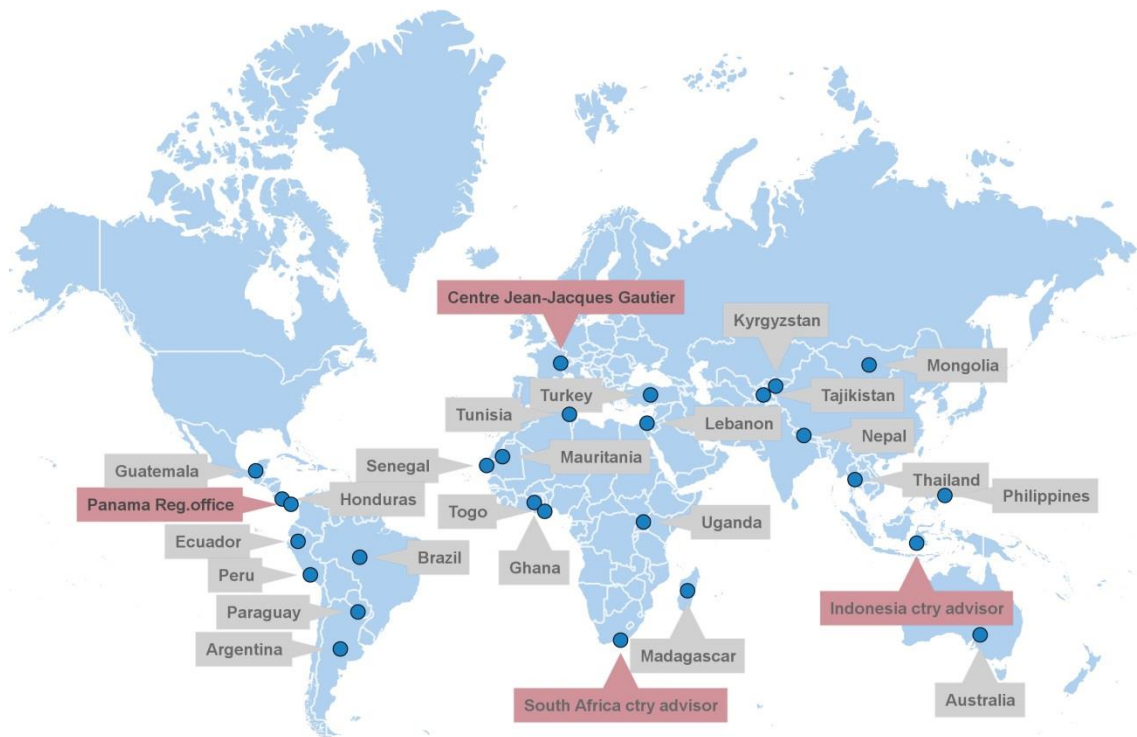 Centre Jean-Jacques Gautier
Kyrgyzstan
Mongolia
Turkey
Tajikistan
Tunisia
Lebanon
Nepal
Guatemala
Senegal
Mauritania
Thailand
Philippines
Panama Reg.office
Honduras
Togo
Uganda
Ecuador
Brazil
Ghana
Peru
Paraguay
Indonesia ctry advisor
Argentina
Madagascar
South Africa ctry advisor
Australia